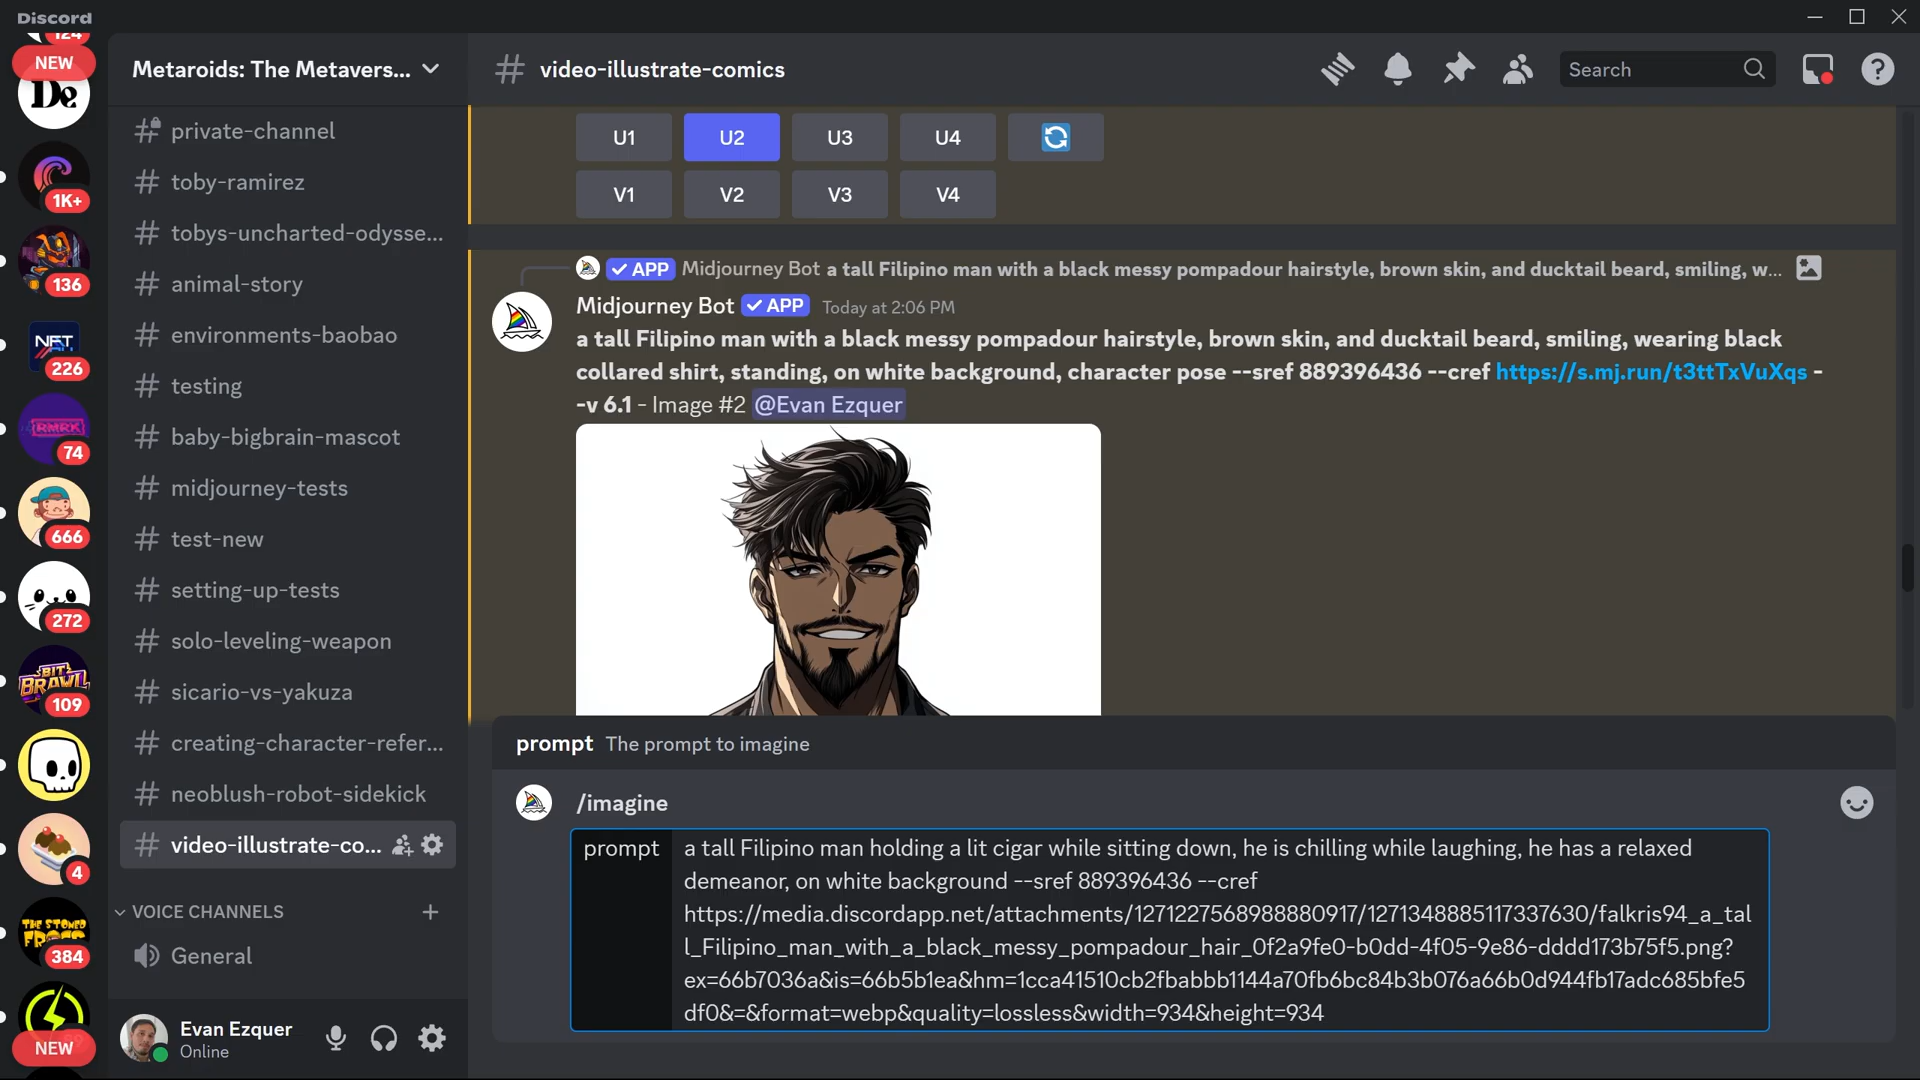 Discord
124
NEW
De
1K+
136
NFT
226
RMRK
74
666
272
BIT
BRAWL
109
4
THE STONED
FROGS
384
NEW
Metaroids: The Metavers...
private-channel
toby-ramirez
tobys-uncharted-odysse...
animal-story
environments-baobao
testing
baby-bigbrain-mascot
midjourney-tests
test-new
setting-up-tests
solo-leveling-weapon
sicario-vs-yakuza
creating-character-refer...
neoblush-robot-sidekick
video-illustrate-co...
VOICE CHANNELS
General
Evan Ezquer
Online
# video-illustrate-comics
Search
U1 U2 U3 U4
V1 V2 V3 V4
APP Midjourney Bot a tall Filipino man with a black messy pompadour hairstyle, brown skin, and ducktail beard, smiling, w...
Midjourney Bot APP Today at 2:06 PM
a tall Filipino man with a black messy pompadour hairstyle, brown skin, and ducktail beard, smiling, wearing black
collared shirt, standing, on white background, character pose --sref 889396436 --cref https://s.mj.run/t3ttTxVuXqs -
-v 6.1 - Image #2 @Evan Ezquer
prompt The prompt to imagine
/imagine
prompt a tall Filipino man holding a lit cigar while sitting down, he is chilling while laughing, he has a relaxed
demeanor, on white background --sref 889396436 --cref
https://media.discordapp.net/attachments/1271227568988880917/1271348885117337630/falkris94_a_tal
l_Filipino_man_with_a_black_messy_pompadour_hair_0f2a9fe0-b0dd-4f05-9e86-dddd173b75f5.png?
ex=66b7036a&is=66b5b1ea&hm=1cca41510cb2fbabbb1144a70fb6bc84b3b076a66b0d944fb17adc685bfe5
df0&=&format=webp&quality=lossless&width=934&height=934